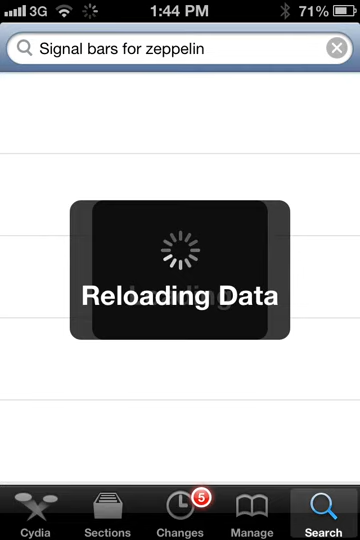 3G 1:44 PM 71%
Signal bars for zeppelin
Reloading Data
5
Cydia Sections Changes Manage Search